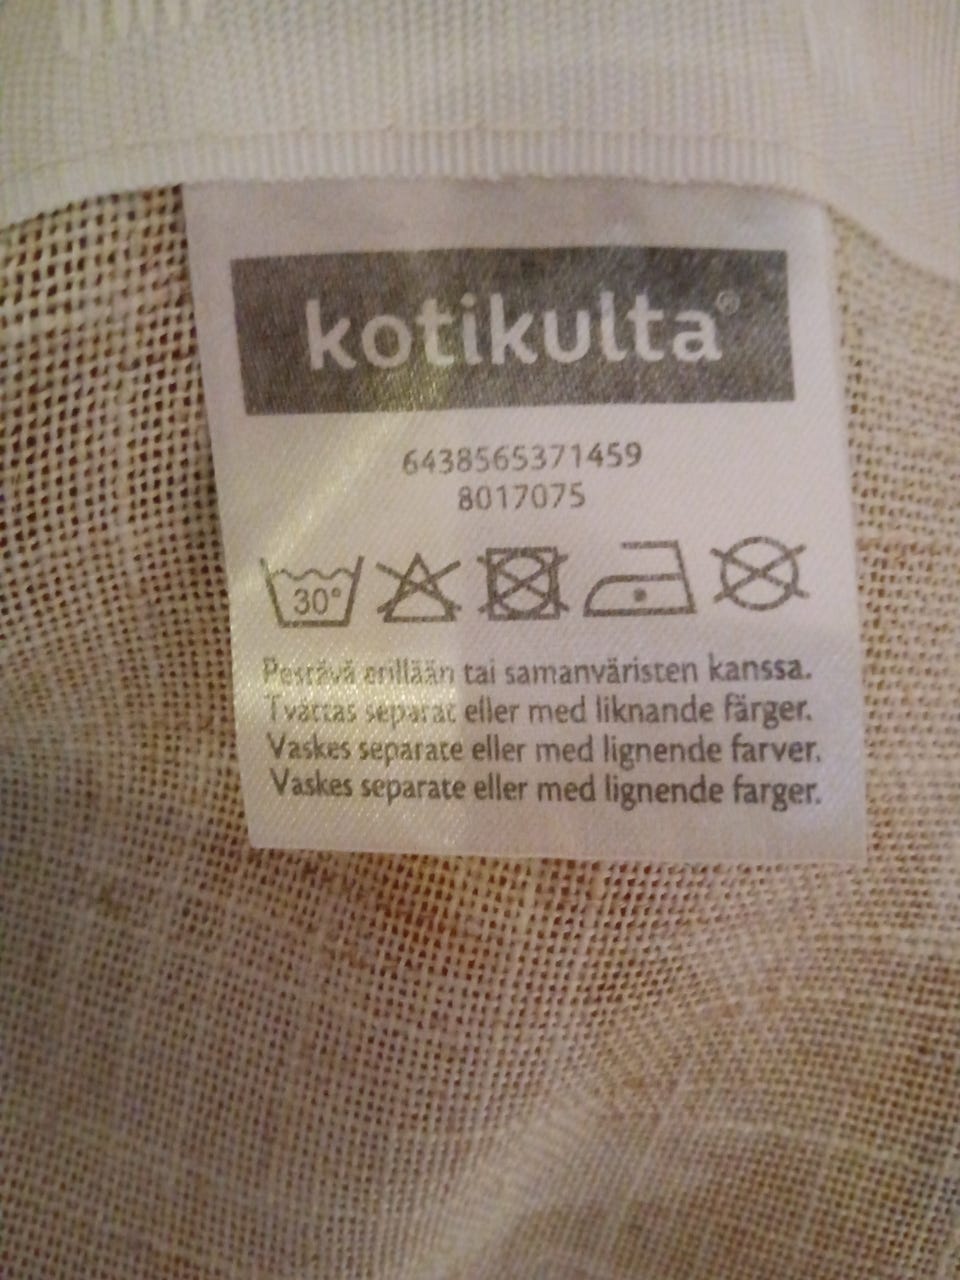 kotikulta®
6438565371459
8017075
30°
Pestävä erillään tai samanväristen kanssa.
Tvättas separat eller med liknande färger.
Vaskes separate eller med lignende farver.
Vaskes separate eller med lignende farger.